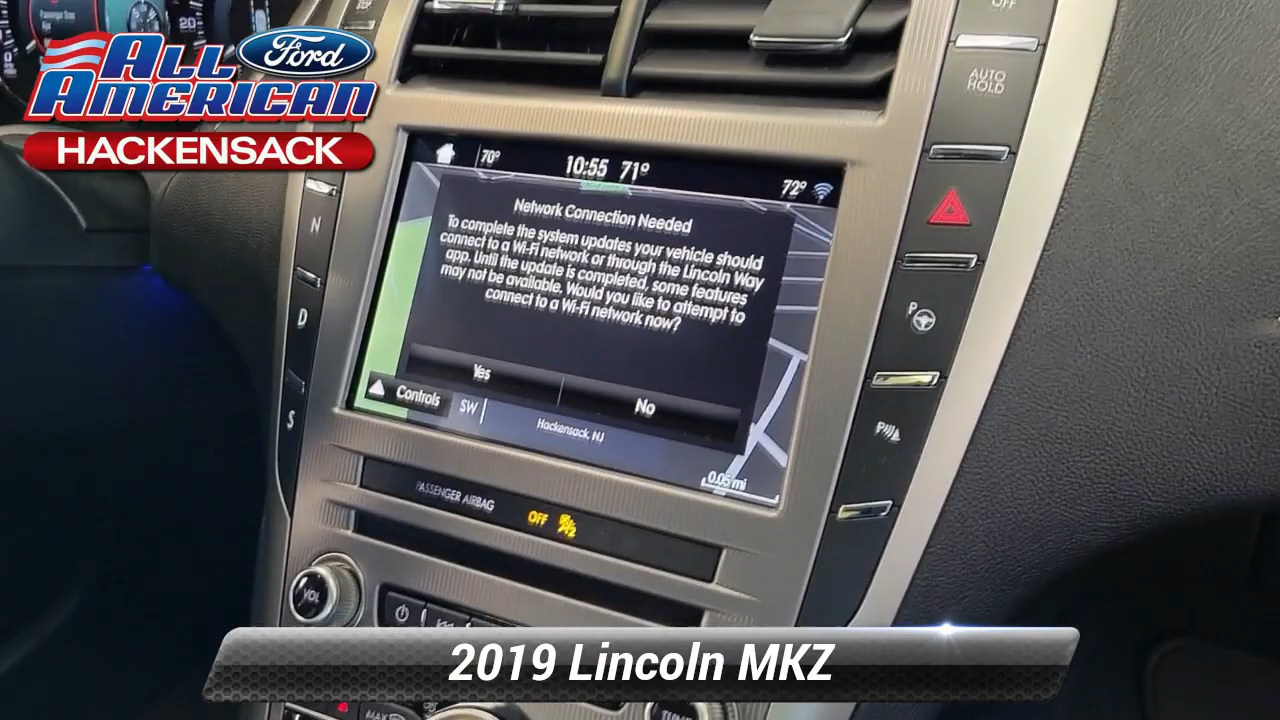 ALL
AMERICAN
Ford
HACKENSACK
20
OFF
AUTO
HOLD
70°
10:55 71°
72°
Network Connection Needed
To complete the system updates your vehicle should
connect to a Wi-Fi network or through the Lincoln Way
app. Until the update is completed, some features
may not be available. Would you like to attempt to
connect to a Wi-Fi network now?
Yes
No
Controls
SW
Hackensack, NJ
0.05 mi
N
D
S
P
PASSENGER AIRBAG
OFF
VOL
2019 Lincoln MKZ
MAX
TUNE